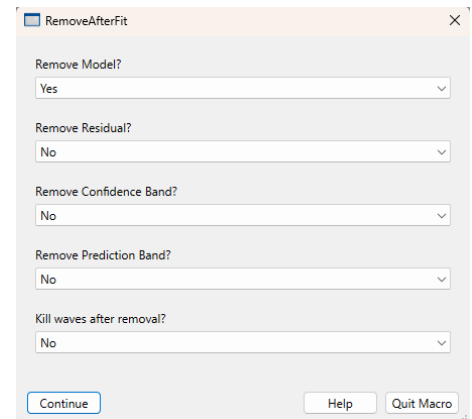 RemoveAfterFit
Remove Model?
Yes
Remove Residual?
No
Remove Confidence Band?
No
Remove Prediction Band?
No
Kill waves after removal?
No
Continue Help Quit Macro